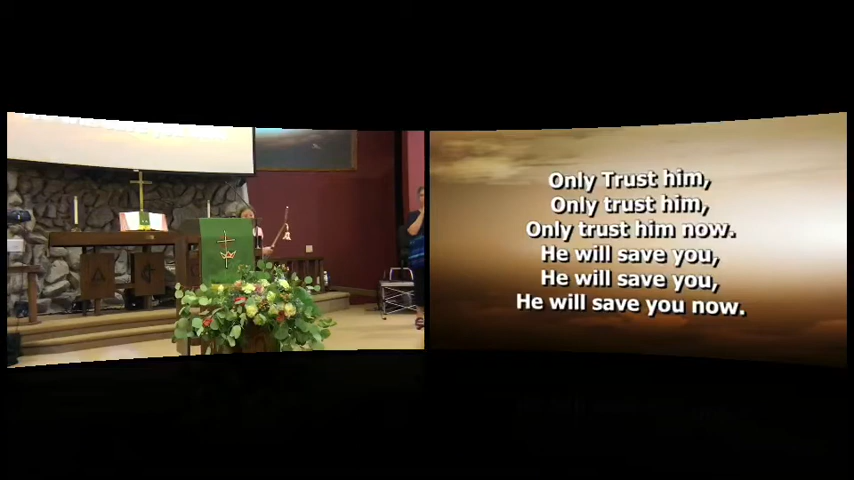 Only Trust him,
Only trust him,
Only trust him now.
He will save you,
He will save you,
He will save you now.